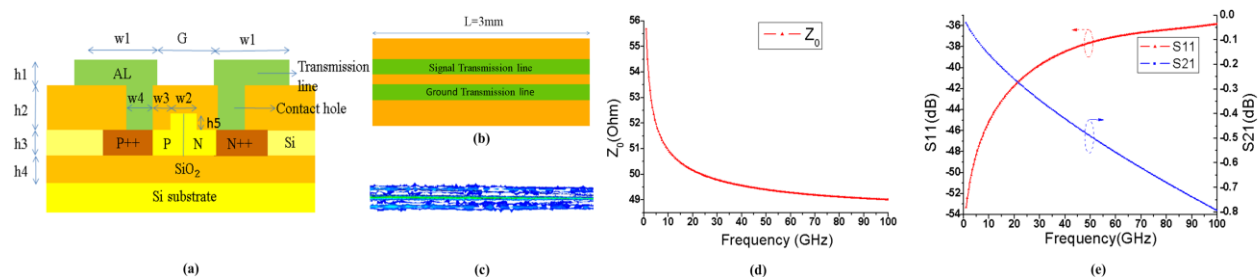 w1 G w1
h1
AL
Transmission line
h2
w4 w3 w2
Contact hole
h5
h3
P++ P N N++ Si
h4
SiO2
Si substrate
(a)
L=3mm
Signal Transmission line
Ground Transmission line
(b)
(c)
Z0(Ohm)
56
55
54
53
52
51
50
49
Z0
0 10 20 30 40 50 60 70 80 90 100
Frequency (GHz)
(d)
S11(dB)
-36
-38
-40
-42
-44
-46
-48
-50
-52
-54
S11
S21
0.0
-0.1
-0.2
-0.3
-0.4
-0.5
-0.6
-0.7
-0.8
S21(dB)
0 10 20 30 40 50 60 70 80 90 100
Frequency(GHz)
(e)